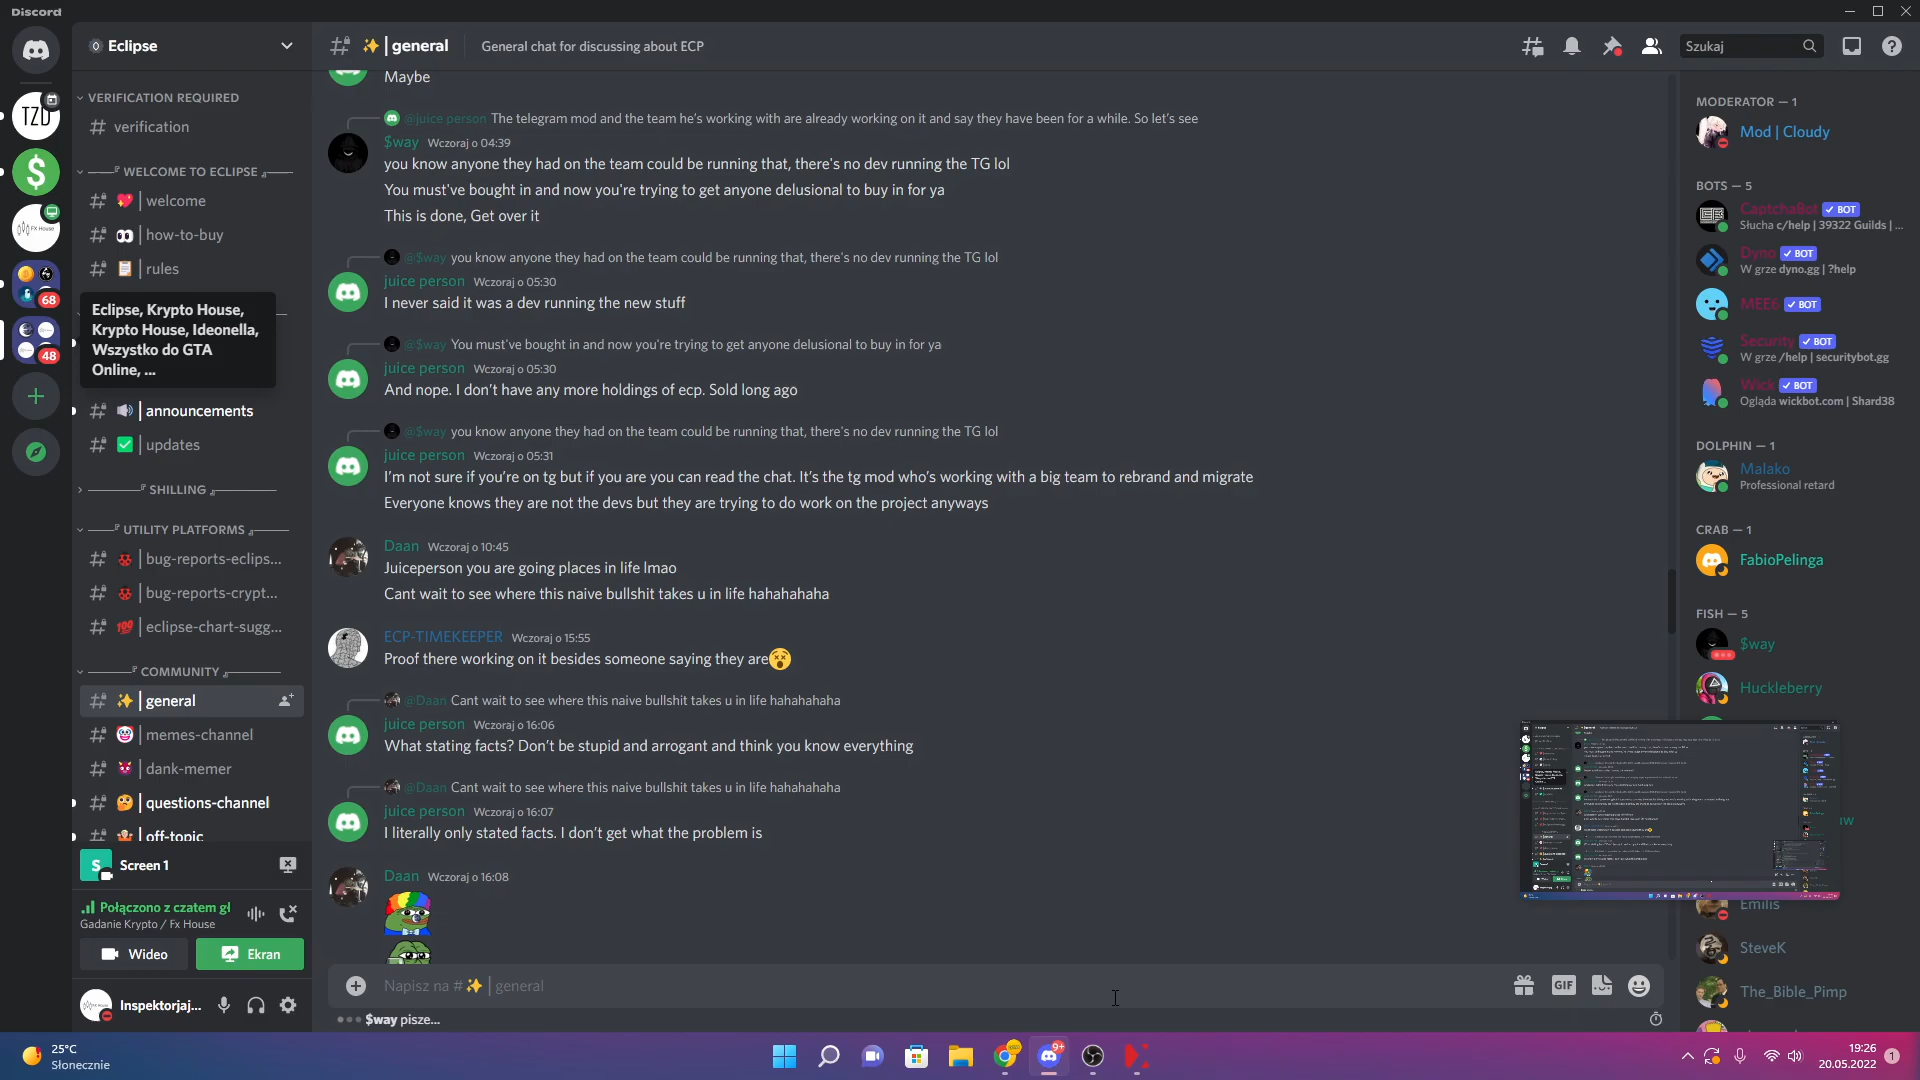 Discord
Eclipse
VERIFICATION REQUIRED
verification
WELCOME TO ECLIPSE
welcome
how-to-buy
rules
Eclipse, Krypto House,
Krypto House, Ideonella,
Wszystko do GTA
Online, ...
announcements
updates
SHILLING
UTILITY PLATFORMS
bug-reports-eclips...
bug-reports-crypt...
eclipse-chart-sugg...
COMMUNITY
general
memes-channel
dank-memer
questions-channel
off-topic
Screen 1
Połączono z czatem gł
Gadanie Krypto / Fx House
Wideo
Ekran
Inspektorjaj...
TZD
FX House
68
48
general
General chat for discussing about ECP
Szukaj
Maybe
@juice person The telegram mod and the team he's working with are already working on it and say they have been for a while. So let's see
$way Wczoraj o 04:39
you know anyone they had on the team could be running that, there's no dev running the TG lol
You must've bought in and now you're trying to get anyone delusional to buy in for ya
This is done, Get over it
@$way you know anyone they had on the team could be running that, there's no dev running the TG lol
juice person Wczoraj o 05:30
I never said it was a dev running the new stuff
@$way You must've bought in and now you're trying to get anyone delusional to buy in for ya
juice person Wczoraj o 05:30
And nope. I don't have any more holdings of ecp. Sold long ago
@$way you know anyone they had on the team could be running that, there's no dev running the TG lol
juice person Wczoraj o 05:31
I'm not sure if you're on tg but if you are you can read the chat. It's the tg mod who's working with a big team to rebrand and migrate
Everyone knows they are not the devs but they are trying to do work on the project anyways
Daan Wczoraj o 10:45
Juiceperson you are going places in life lmao
Cant wait to see where this naive bullshit takes u in life hahahahaha
ECP-TIMEKEEPER Wczoraj o 15:55
Proof there working on it besides someone saying they are
@Daan Cant wait to see where this naive bullshit takes u in life hahahahaha
juice person Wczoraj o 16:06
What stating facts? Don't be stupid and arrogant and think you know everything
@Daan Cant wait to see where this naive bullshit takes u in life hahahahaha
juice person Wczoraj o 16:07
I literally only stated facts. I don't get what the problem is
Daan Wczoraj o 16:08
Napisz na # | general
GIF
$way pisze...
MODERATOR — 1
Mod | Cloudy
BOTS — 5
CaptchaBot BOT
Słucha c/help | 39322 Guilds | ...
Dyno BOT
W grze dyno.gg | ?help
MEE6 BOT
Security BOT
W grze /help | securitybot.gg
Wick BOT
Ogląda wickbot.com | Shard38
DOLPHIN — 1
Malako
Professional retard
CRAB — 1
FabioPelinga
FISH — 5
$way
Huckleberry
Emilis
SteveK
The_Bible_Pimp
25°C
Słonecznie
9+
19:26
20.05.2022
1